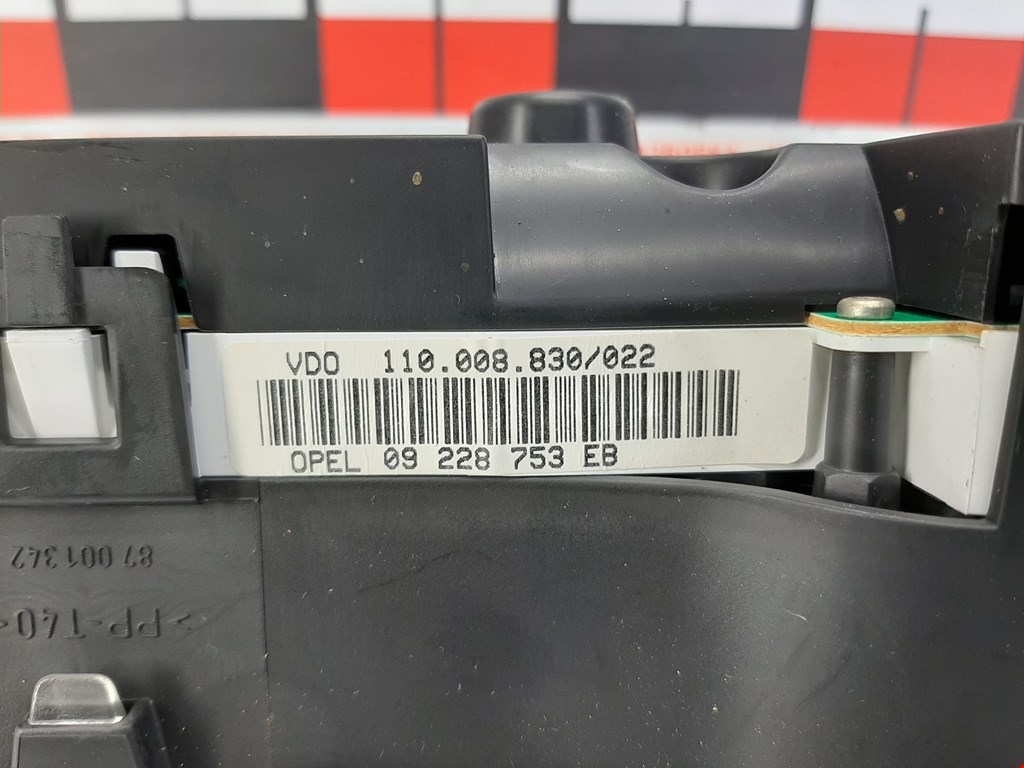 VDO 110.008.830/022
OPEL 09 228 753 EB
87 001 342
>PP-T40<